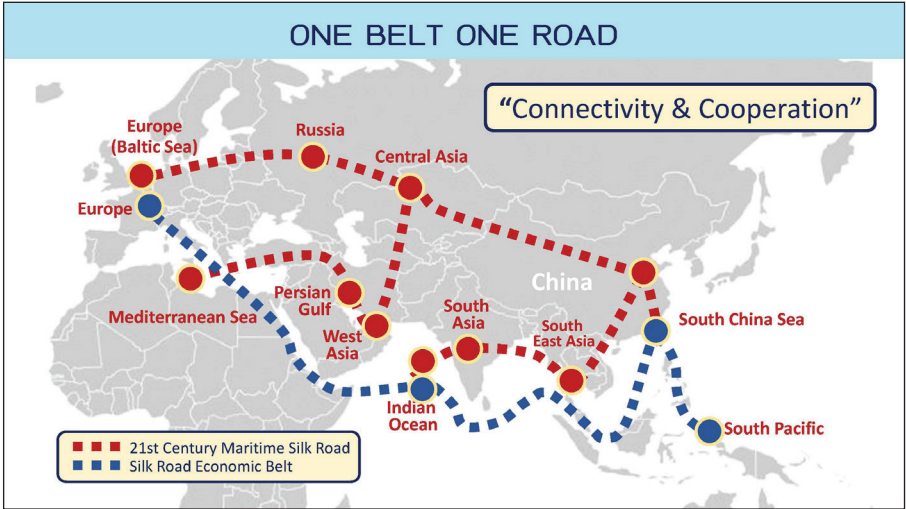 ONE BELT ONE ROAD
“Connectivity & Cooperation”
Europe
(Baltic Sea)
Russia
Central Asia
Europe
China
Persian
Gulf
Mediterranean Sea
West
Asia
South
Asia
South
East Asia
South China Sea
Indian
Ocean
South Pacific
21st Century Maritime Silk Road
Silk Road Economic Belt